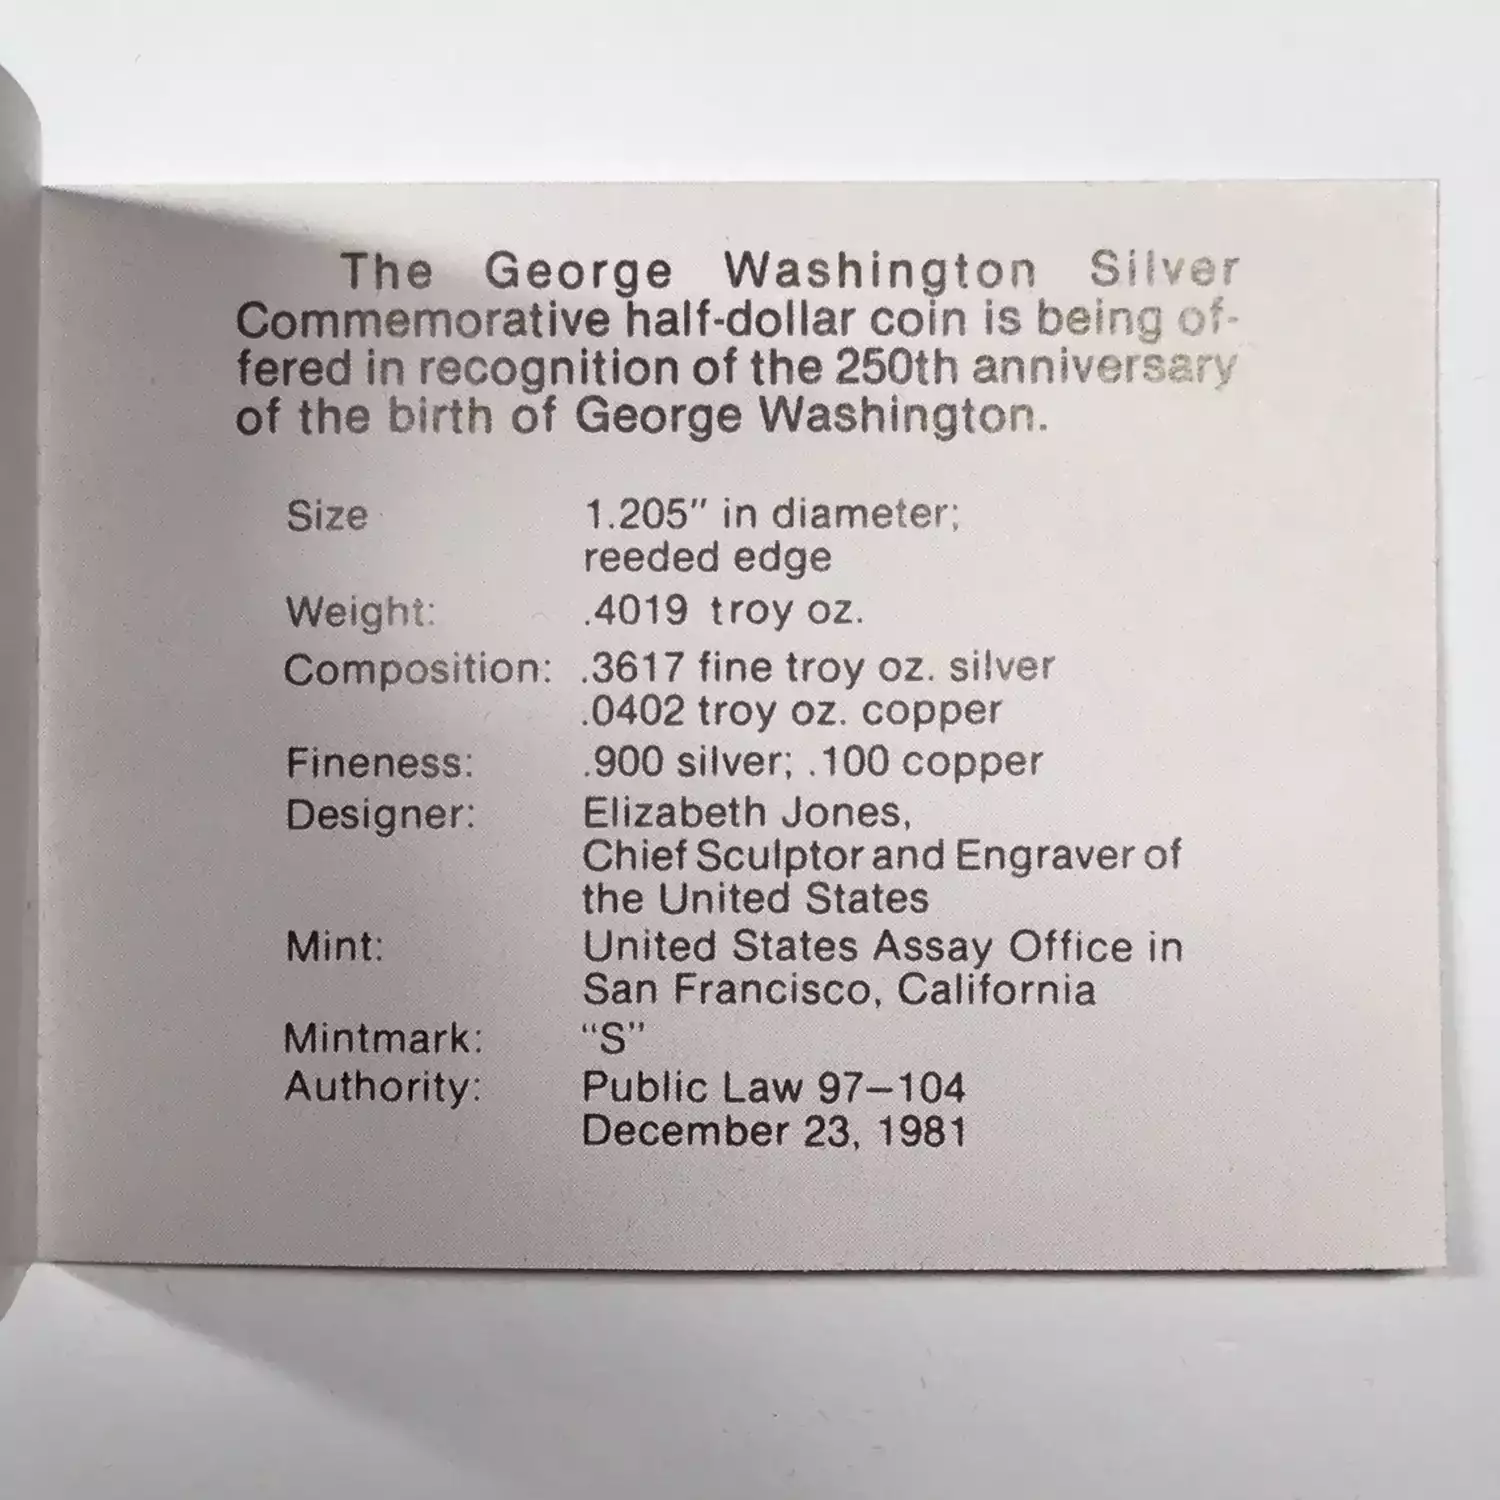 The George Washington Silver
Commemorative half-dollar coin is being of-
fered in recognition of the 250th anniversary
of the birth of George Washington.
Size 1.205" in diameter;
reeded edge
Weight: .4019 troy oz.
Composition: .3617 fine troy oz. silver
.0402 troy oz. copper
Fineness: .900 silver; .100 copper
Designer: Elizabeth Jones,
Chief Sculptor and Engraver of
the United States
Mint: United States Assay Office in
San Francisco, California
Mintmark: “S”
Authority: Public Law 97–104
December 23, 1981